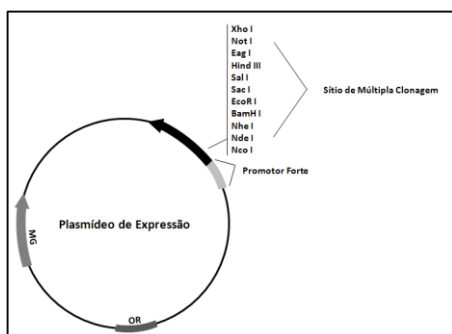 Xho I
Not I
Eag I
Hind III
Sal I
Sac I
EcoR I
BamH I
Nhe I
Nde I
Nco I
Sítio de Múltipla Clonagem
Promotor Forte
Plasmídeo de Expressão
MG
OR